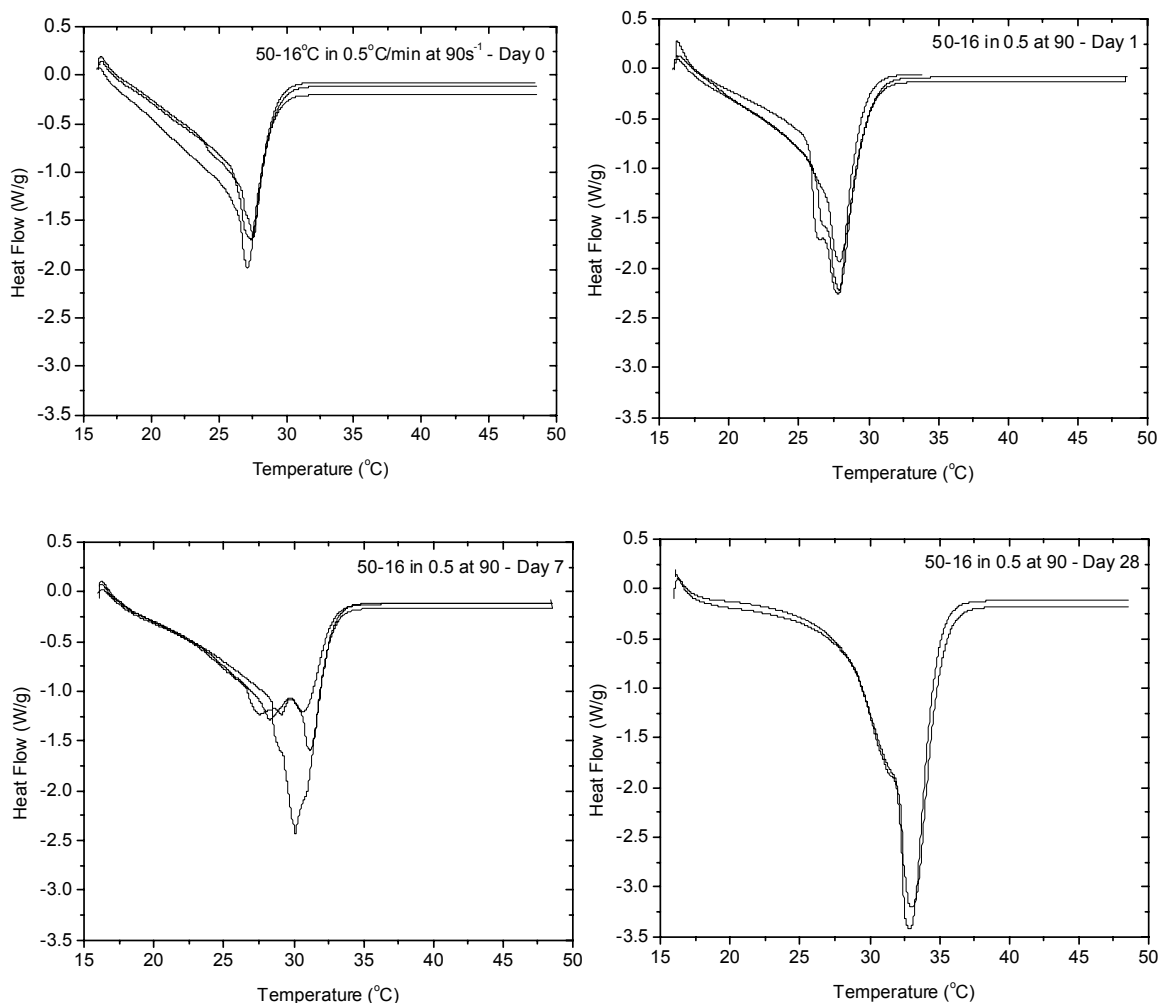 50-16°C in 0.5°C/min at 90s⁻¹ - Day 0
0.5
0.0
-0.5
-1.0
-1.5
-2.0
-2.5
-3.0
-3.5
Heat Flow (W/g)
15 20 25 30 35 40 45 50
Temperature (°C)
50-16 in 0.5 at 90 - Day 1
0.5
0.0
-0.5
-1.0
-1.5
-2.0
-2.5
-3.0
-3.5
Heat Flow (W/g)
15 20 25 30 35 40 45 50
Temperature (°C)
50-16 in 0.5 at 90 - Day 7
0.5
0.0
-0.5
-1.0
-1.5
-2.0
-2.5
-3.0
-3.5
Heat Flow (W/g)
15 20 25 30 35 40 45 50
Temperature (°C)
50-16 in 0.5 at 90 - Day 28
0.5
0.0
-0.5
-1.0
-1.5
-2.0
-2.5
-3.0
-3.5
Heat Flow (W/g)
15 20 25 30 35 40 45 50
Temperature (°C)